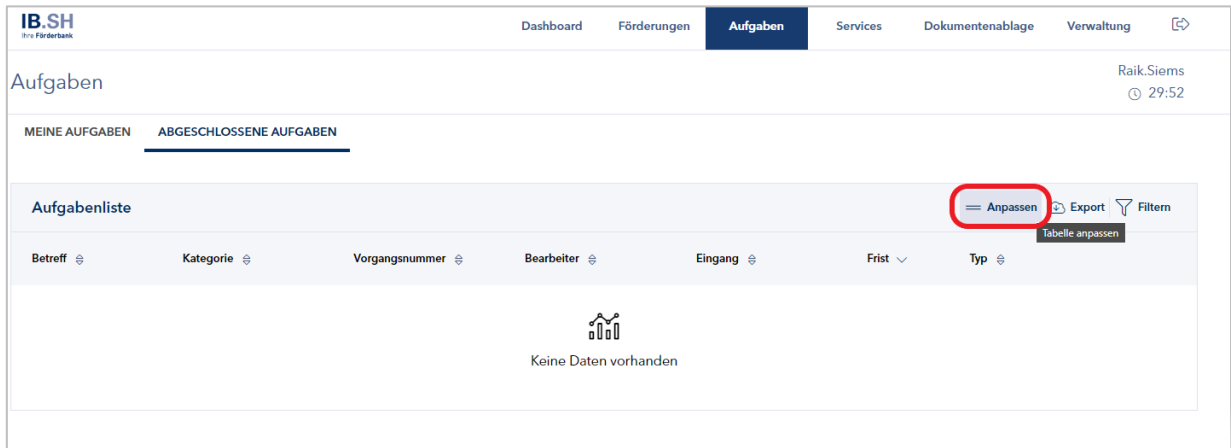 IB.SH
Ihre Förderbank
Dashboard Förderungen Aufgaben Services Dokumentenablage Verwaltung
Aufgaben
Raik.Siems
29:52
MEINE AUFGABEN ABGESCHLOSSENE AUFGABEN
Aufgabenliste
Anpassen Export Filtern
Tabelle anpassen
Betreff Kategorie Vorgangsnummer Bearbeiter Eingang Frist Typ
Keine Daten vorhanden